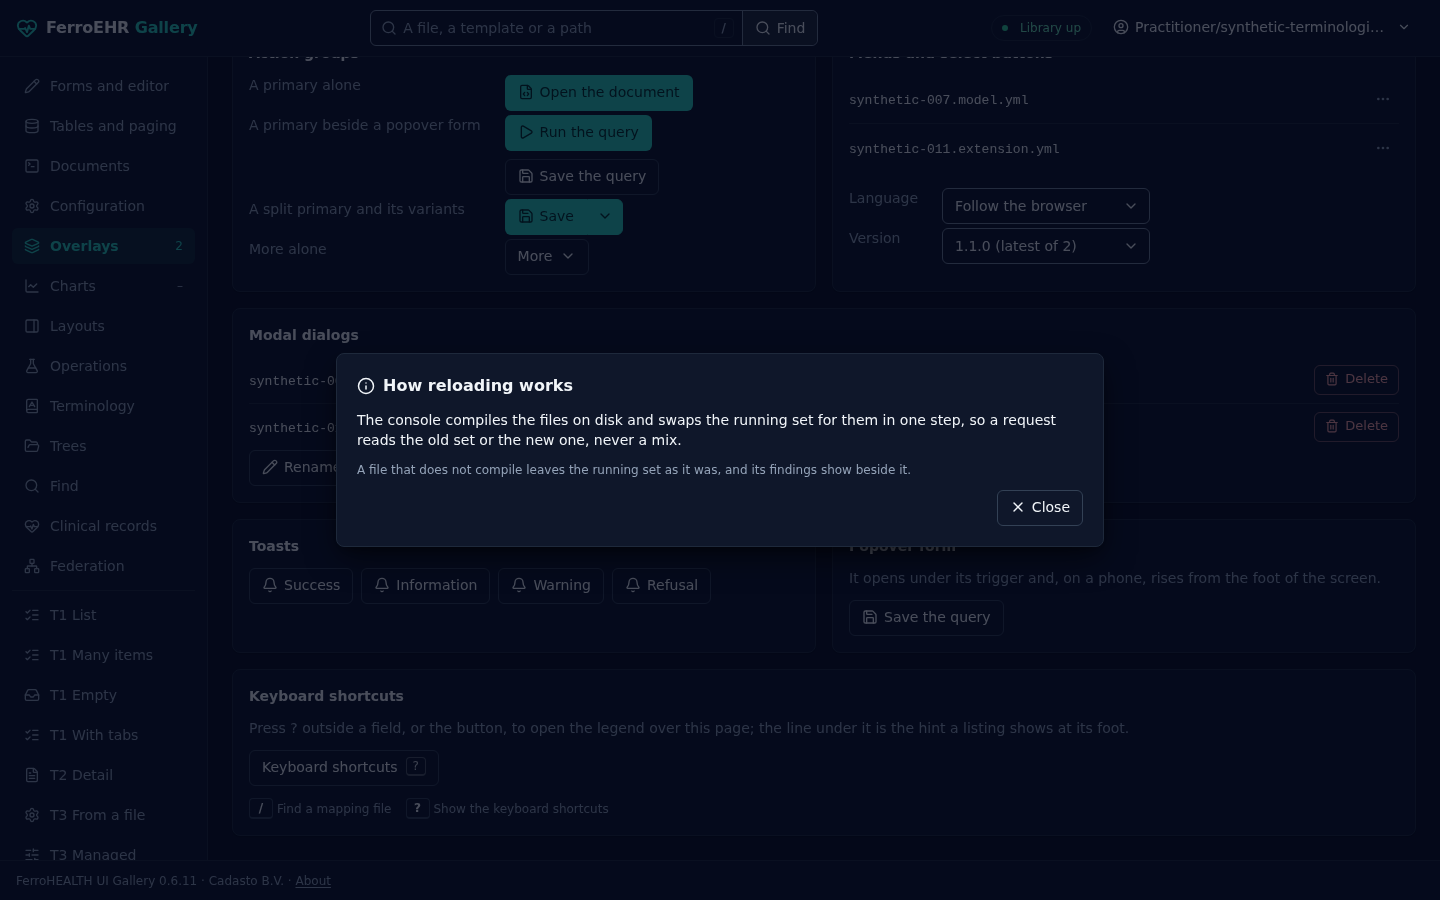 FerroEHR Gallery
A file, a template or a path
/
Find
Library up
Practitioner/synthetic-terminologi...
Forms and editor
Tables and paging
Documents
Configuration
Overlays 2
Charts –
Layouts
Operations
Terminology
Trees
Find
Clinical records
Federation
T1 List
T1 Many items
T1 Empty
T1 With tabs
T2 Detail
T3 From a file
T3 Managed
A primary alone
Open the document
A primary beside a popover form
Run the query
Save the query
A split primary and its variants
Save
More alone
More
synthetic-007.model.yml
synthetic-011.extension.yml
Language
Follow the browser
Version
1.1.0 (latest of 2)
Modal dialogs
Delete
Delete
How reloading works
The console compiles the files on disk and swaps the running set for them in one step, so a request
reads the old set or the new one, never a mix.
A file that does not compile leaves the running set as it was, and its findings show beside it.
Close
Toasts
Success
Information
Warning
Refusal
Popover form
It opens under its trigger and, on a phone, rises from the foot of the screen.
Save the query
Keyboard shortcuts
Press ? outside a field, or the button, to open the legend over this page; the line under it is the hint a listing shows at its foot.
Keyboard shortcuts ?
/ Find a mapping file ? Show the keyboard shortcuts
FerroHEALTH UI Gallery 0.6.11 · Cadasto B.V. · About